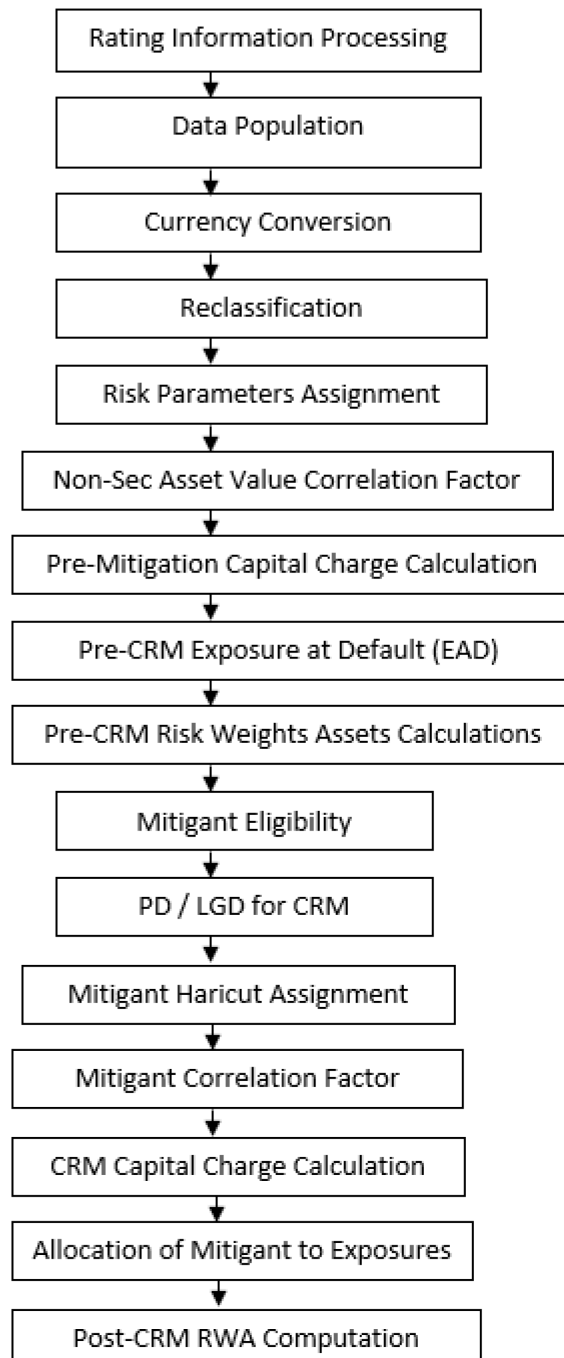 Rating Information Processing
Data Population
Currency Conversion
Reclassification
Risk Parameters Assignment
Non-Sec Asset Value Correlation Factor
Pre-Mitigation Capital Charge Calculation
Pre-CRM Exposure at Default (EAD)
Pre-CRM Risk Weights Assets Calculations
Mitigant Eligibility
PD / LGD for CRM
Mitigant Haricut Assignment
Mitigant Correlation Factor
CRM Capital Charge Calculation
Allocation of Mitigant to Exposures
Post-CRM RWA Computation